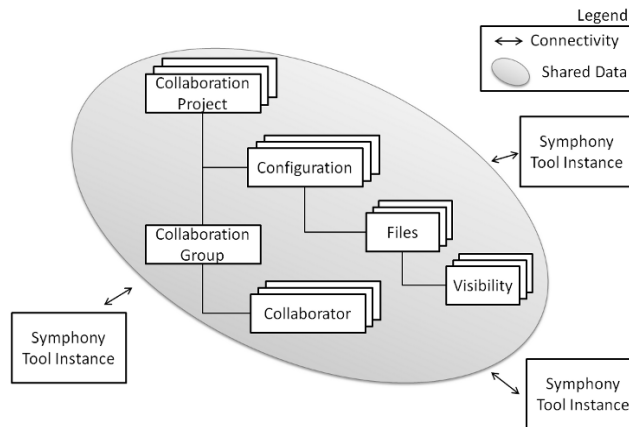 Legend
Connectivity
Shared Data
Collaboration
Project
Symphony
Tool Instance
Configuration
Files
Collaboration
Group
Visibility
Collaborator
Symphony
Tool Instance
Symphony
Tool Instance